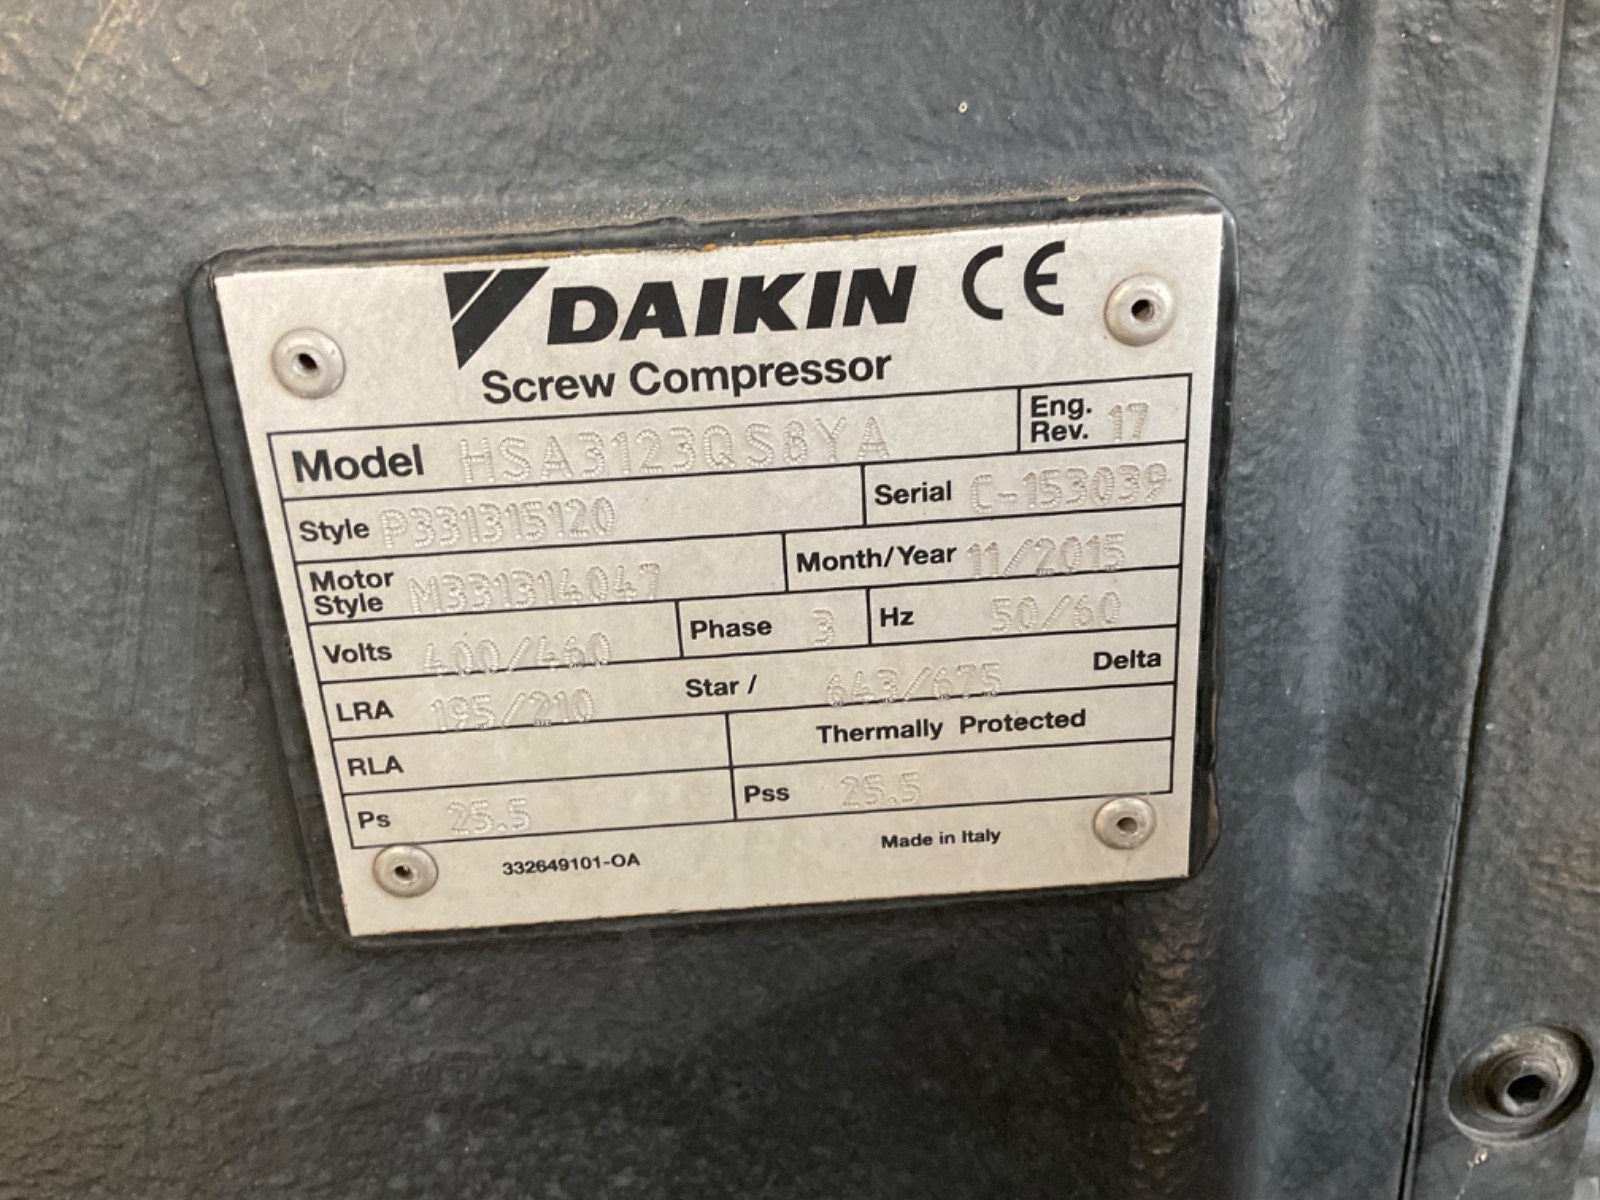 DAIKIN CE
Screw Compressor
Model HSA3123QS8YA Eng. Rev. 17
Style P331315120 Serial C-153039
Motor Style M331314047 Month/Year 11/2015
Volts 400/460 Phase 3 Hz 50/60
LRA 195/210 Star / 643/675 Delta
RLA Thermally Protected
Ps 25.5 Pss 25.5
332649101-OA Made in Italy